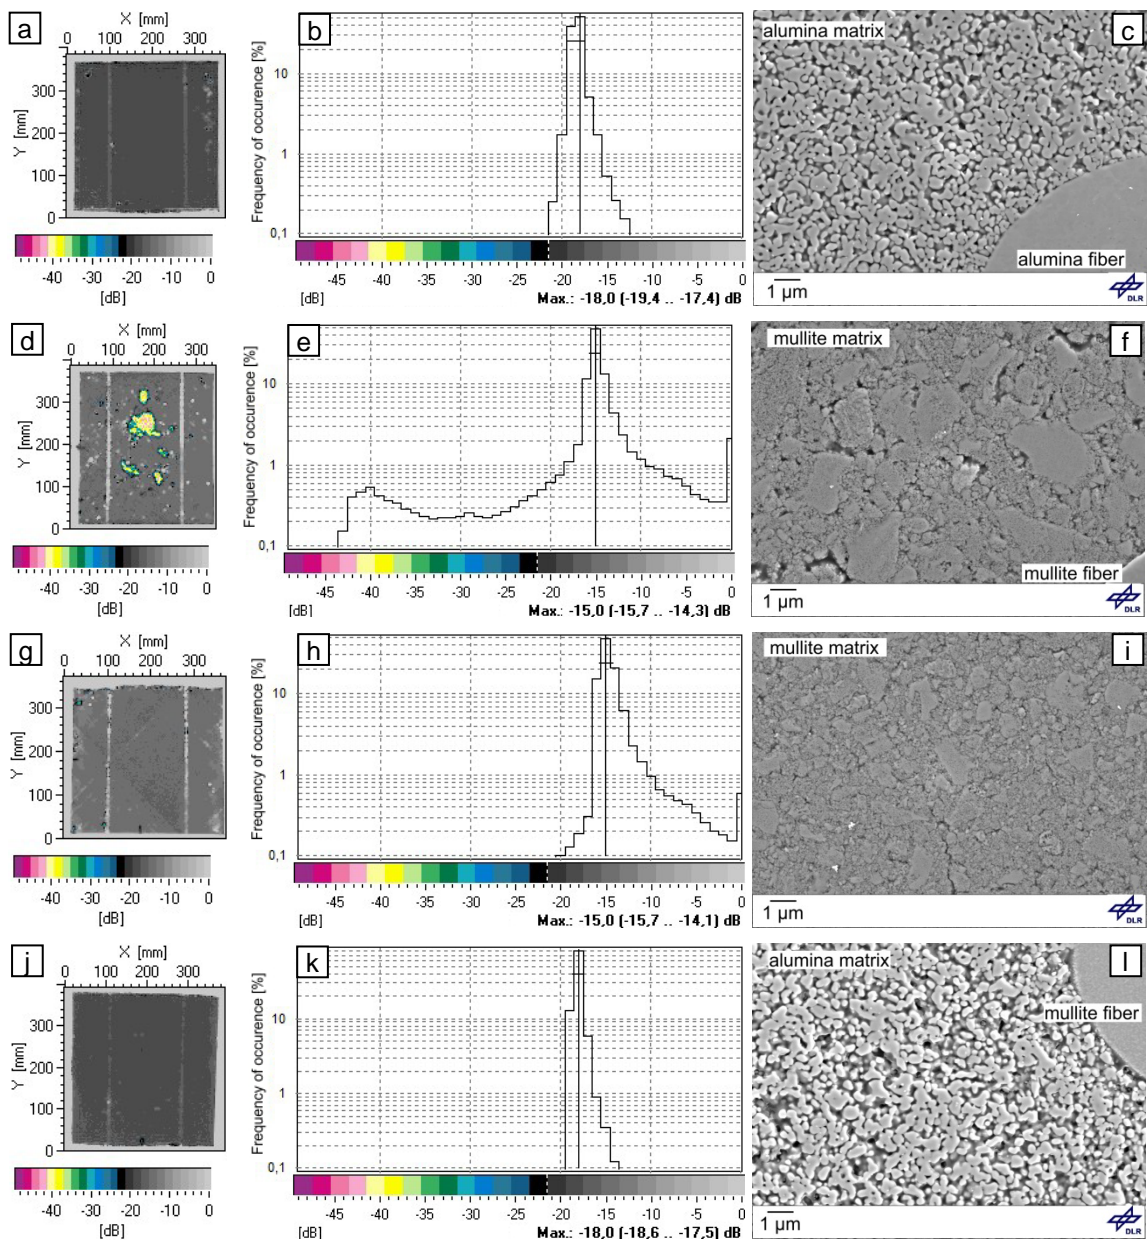 a
X [mm]
0 100 200 300
Y [mm]
300
200
100
0
-40 -30 -20 -10 0
[dB]
b
Frequency of occurence [%]
10
1
0,1
-45 -40 -35 -30 -25 -20 -15 -10 -5 0
[dB] Max.: -18,0 (-19,4 .. -17,4) dB
alumina matrix
c
alumina fiber
1 µm
DLR
d
X [mm]
0 100 200 300
Y [mm]
300
200
100
0
-40 -30 -20 -10 0
[dB]
e
Frequency of occurence [%]
10
1
0,1
-45 -40 -35 -30 -25 -20 -15 -10 -5 0
[dB] Max.: -15,0 (-15,7 .. -14,3) dB
mullite matrix
f
mullite fiber
1 µm
DLR
g
X [mm]
0 100 200 300
Y [mm]
300
200
100
0
-40 -30 -20 -10 0
[dB]
h
Frequency of occurence [%]
10
1
0,1
-45 -40 -35 -30 -25 -20 -15 -10 -5 0
[dB] Max.: -15,0 (-15,7 .. -14,1) dB
mullite matrix
i
1 µm
DLR
j
X [mm]
0 100 200 300
Y [mm]
300
200
100
0
-40 -30 -20 -10 0
[dB]
k
Frequency of occurence [%]
10
1
0,1
-45 -40 -35 -30 -25 -20 -15 -10 -5 0
[dB] Max.: -18,0 (-18,6 .. -17,5) dB
alumina matrix
l
mullite fiber
1 µm
DLR